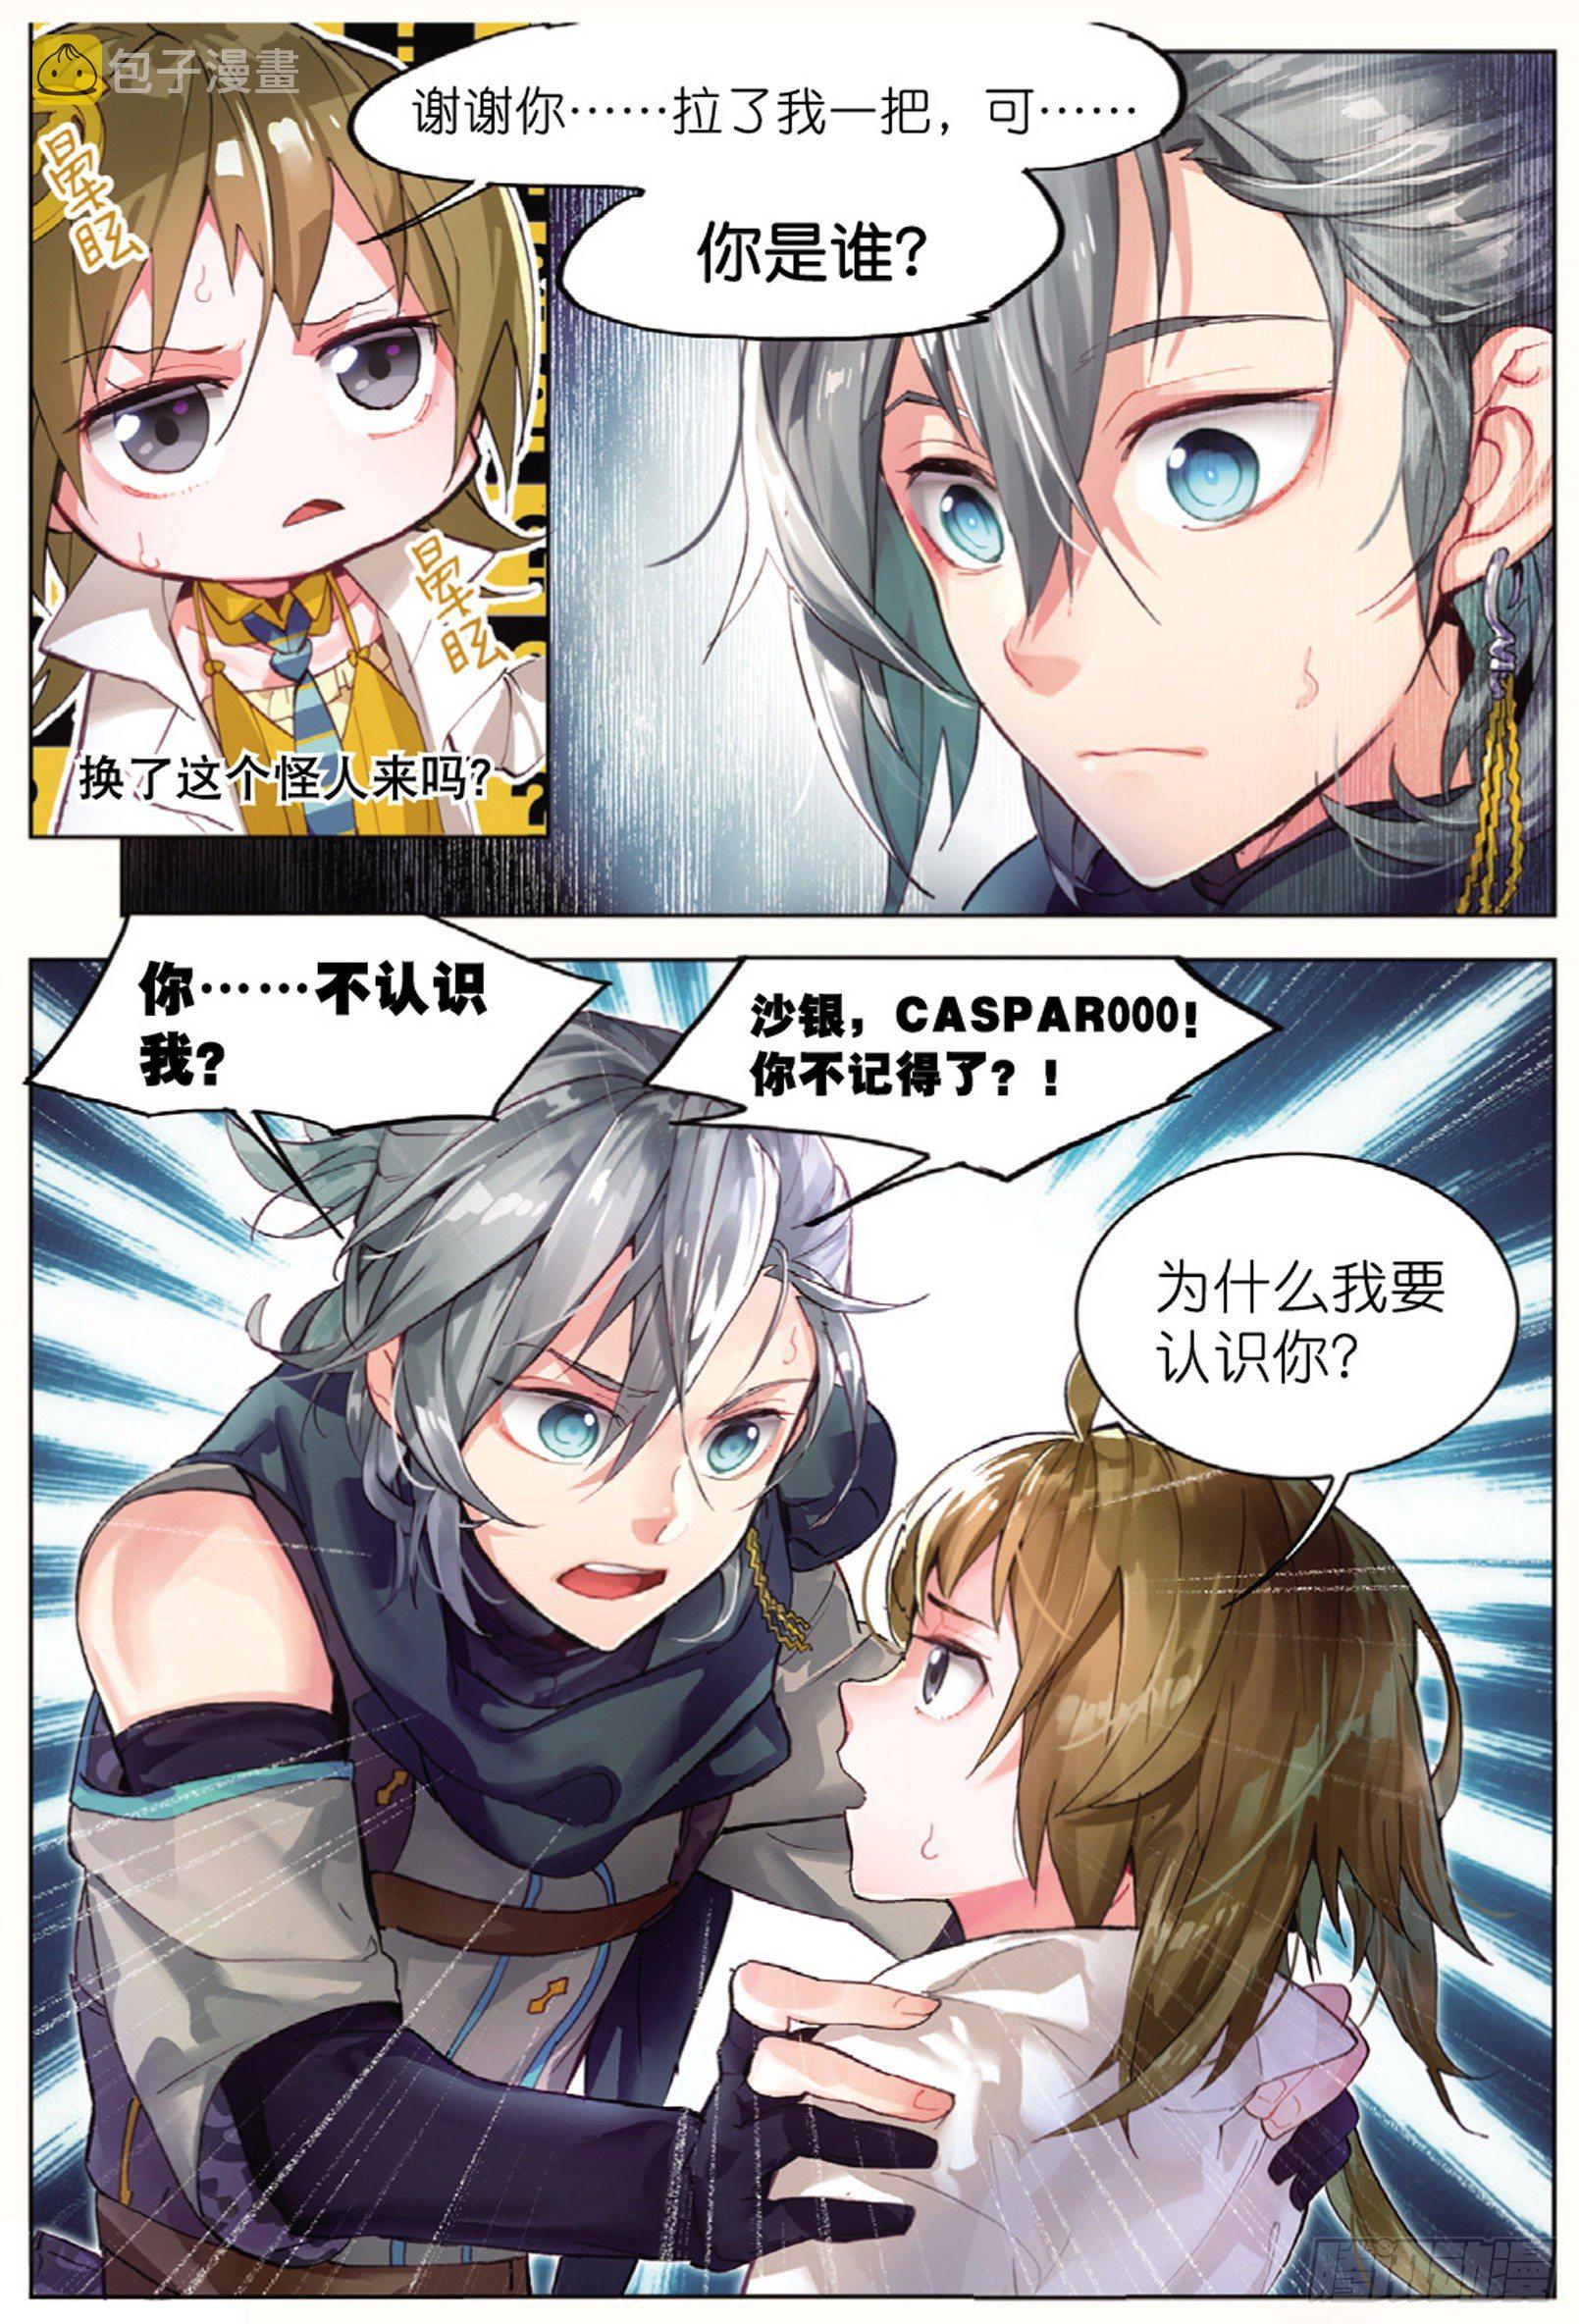 包子漫畫
谢谢你……拉了我一把，可……
你是谁？
晕眩
晕眩
换了这个怪人来吗？
你……不认识
我？
沙银，CASPAR000！
你不记得了？！
为什么我要
认识你？
腾讯动漫